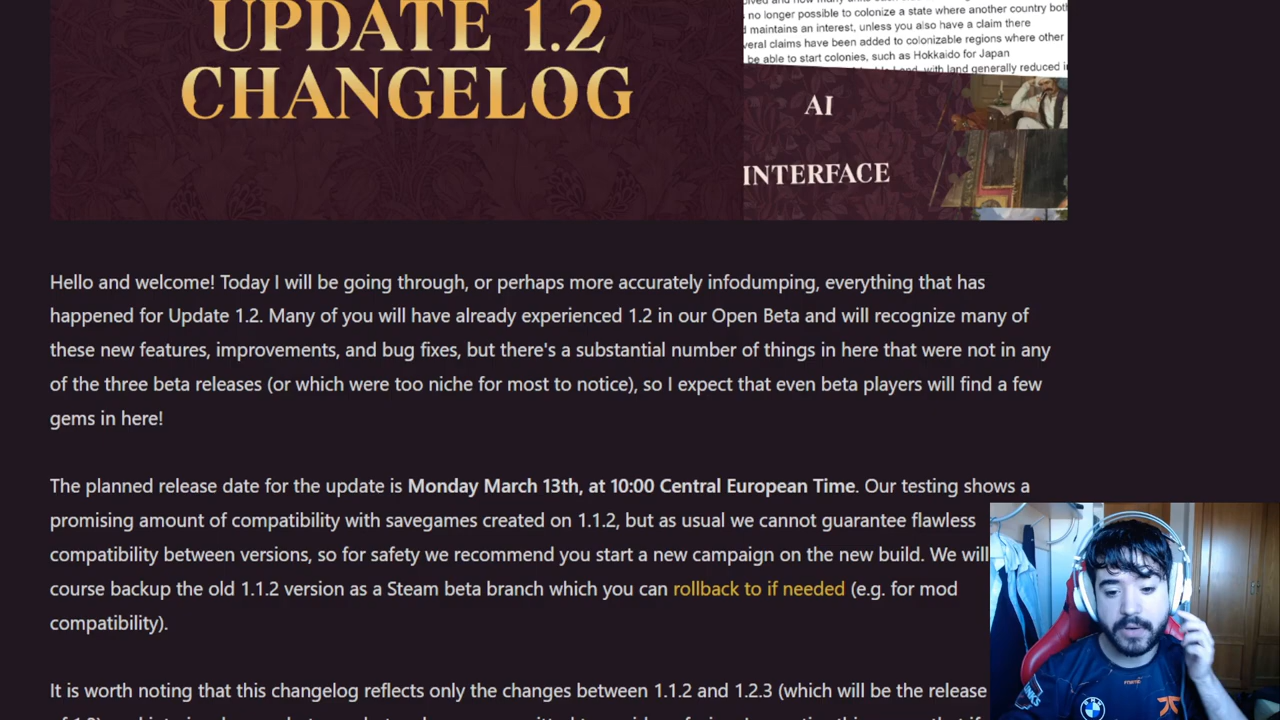 UPDATE 1.2
CHANGELOG
no longer possible to colonize a state where another country bot
maintains an interest, unless you also have a claim there
veral claims have been added to colonizable regions where other
be able to start colonies, such as Hokkaido for Japan
with land generally reduced i
AI
INTERFACE
Hello and welcome! Today I will be going through, or perhaps more accurately infodumping, everything that has
happened for Update 1.2. Many of you will have already experienced 1.2 in our Open Beta and will recognize many of
these new features, improvements, and bug fixes, but there's a substantial number of things in here that were not in any
of the three beta releases (or which were too niche for most to notice), so I expect that even beta players will find a few
gems in here!
The planned release date for the update is Monday March 13th, at 10:00 Central European Time. Our testing shows a
promising amount of compatibility with savegames created on 1.1.2, but as usual we cannot guarantee flawless
compatibility between versions, so for safety we recommend you start a new campaign on the new build. We will
course backup the old 1.1.2 version as a Steam beta branch which you can rollback to if needed (e.g. for mod
compatibility).
It is worth noting that this changelog reflects only the changes between 1.1.2 and 1.2.3 (which will be the release